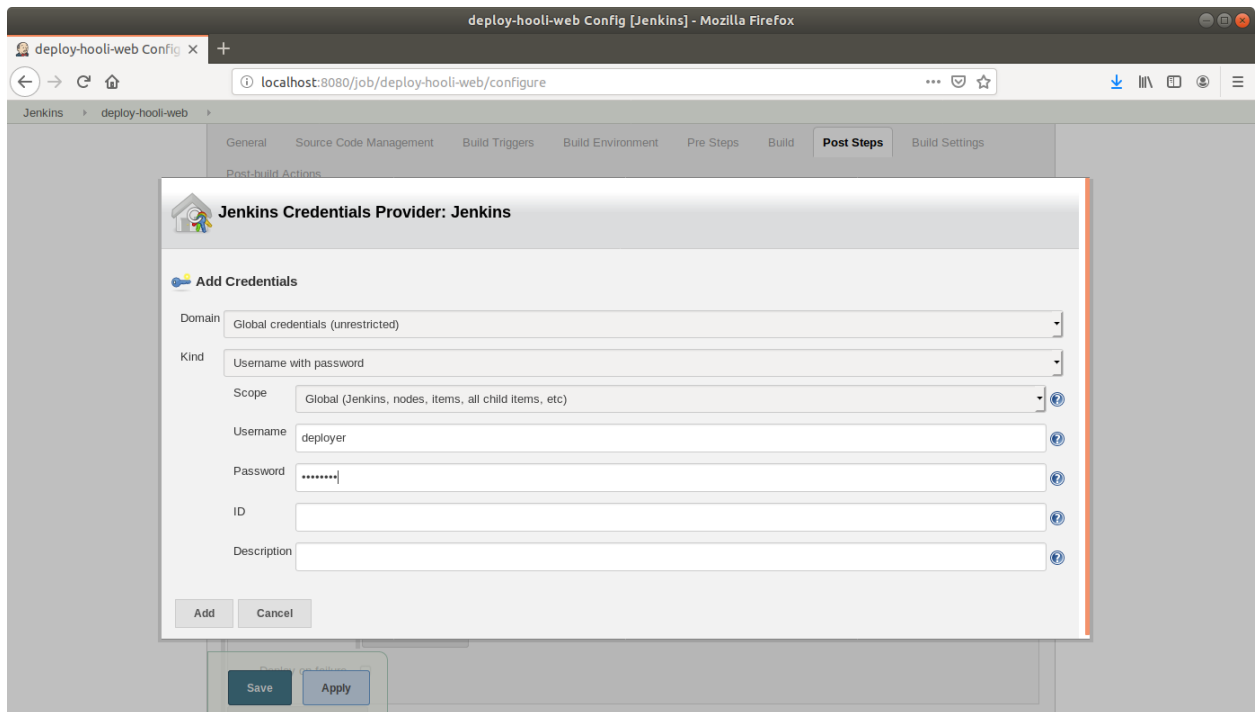 deploy-hooli-web Config [Jenkins] - Mozilla Firefox
deploy-hooli-web Config
localhost:8080/job/deploy-hooli-web/configure
Jenkins deploy-hooli-web
General Source Code Management Build Triggers Build Environment Pre Steps Build Post Steps Build Settings
Post-build Actions
Jenkins Credentials Provider: Jenkins
Add Credentials
Domain Global credentials (unrestricted)
Kind Username with password
Scope Global (Jenkins, nodes, items, all child items, etc)
Username deployer
Password ••••••••
ID
Description
Add Cancel
Deploy on failure
Save Apply